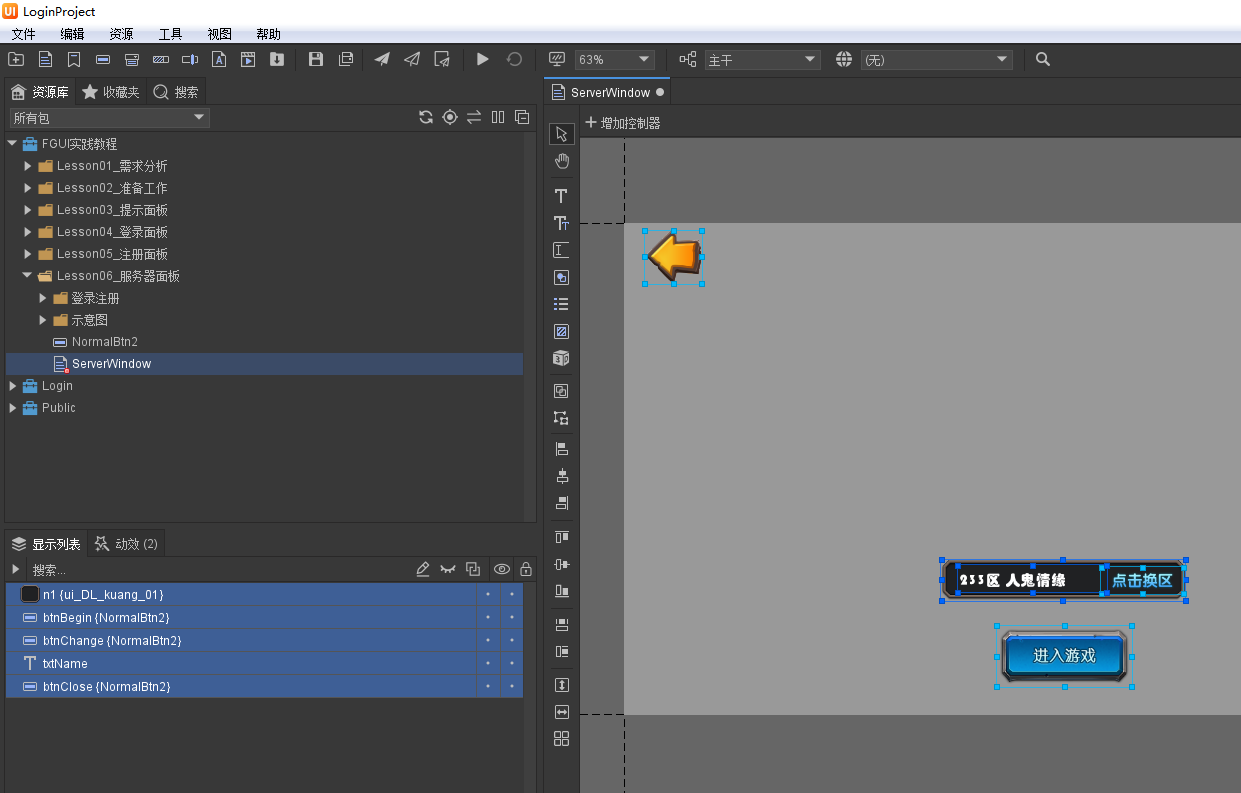 UI LoginProject
文件 编辑 资源 工具 视图 帮助
63% 主干 (无)
资源库 收藏夹 搜索
ServerWindow
所有包
增加控制器
FGUI实践教程
Lesson01_需求分析
Lesson02_准备工作
Lesson03_提示面板
Lesson04_登录面板
Lesson05_注册面板
Lesson06_服务器面板
登录注册
示意图
NormalBtn2
ServerWindow
Login
Public
233区 人鬼情缘 点击换区
进入游戏
显示列表 动效 (2)
搜索...
n1 {ui_DL_kuang_01}
btnBegin {NormalBtn2}
btnChange {NormalBtn2}
txtName
btnClose {NormalBtn2}